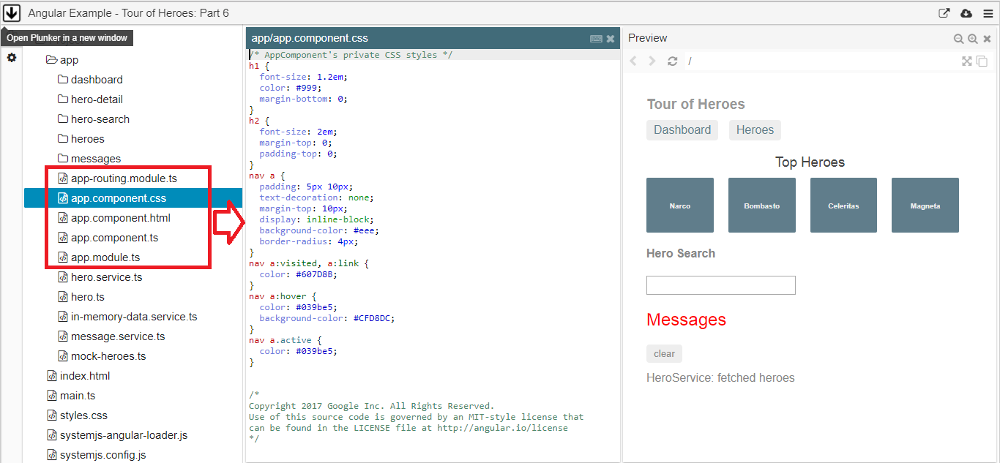 Angular Example - Tour of Heroes: Part 6
Open Plunker in a new window
app
dashboard
hero-detail
hero-search
heroes
messages
app-routing.module.ts
app.component.css
app.component.html
app.component.ts
app.module.ts
hero.service.ts
hero.ts
in-memory-data.service.ts
message.service.ts
mock-heroes.ts
index.html
main.ts
styles.css
systemjs-angular-loader.js
systemjs.config.js
app/app.component.css
/* AppComponent's private CSS styles */
h1 {
  font-size: 1.2em;
  color: #999;
  margin-bottom: 0;
}
h2 {
  font-size: 2em;
  margin-top: 0;
  padding-top: 0;
}
nav a {
  padding: 5px 10px;
  text-decoration: none;
  margin-top: 10px;
  display: inline-block;
  background-color: #eee;
  border-radius: 4px;
}
nav a:visited, a:link {
  color: #607D8B;
}
nav a:hover {
  color: #039be5;
  background-color: #CFD8DC;
}
nav a.active {
  color: #039be5;
}
/*
Copyright 2017 Google Inc. All Rights Reserved.
Use of this source code is governed by an MIT-style license that
can be found in the LICENSE file at http://angular.io/license
*/
Preview
/
Tour of Heroes
Dashboard Heroes
Top Heroes
Narco Bombasto Celeritas Magneta
Hero Search
Messages
clear
HeroService: fetched heroes